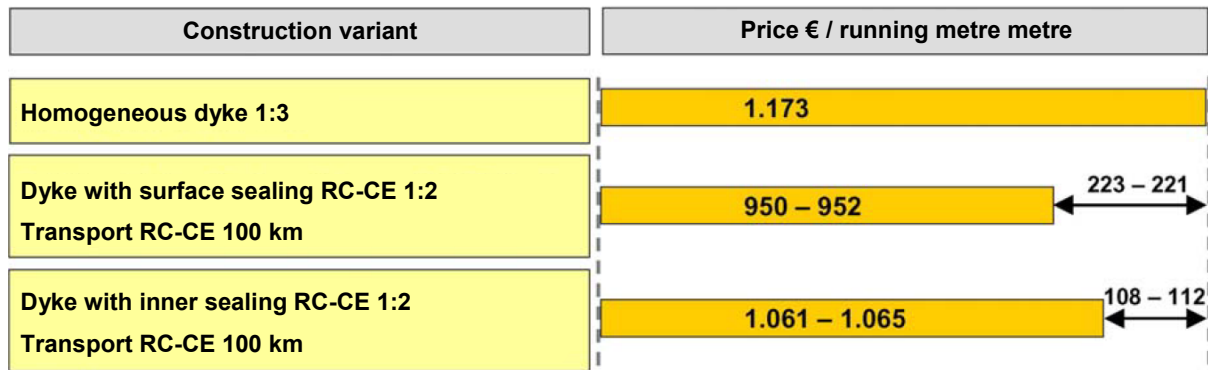 Construction variant
Price € / running metre metre
Homogeneous dyke 1:3
1.173
Dyke with surface sealing RC-CE 1:2
Transport RC-CE 100 km
950 – 952
223 – 221
Dyke with inner sealing RC-CE 1:2
Transport RC-CE 100 km
1.061 – 1.065
108 – 112